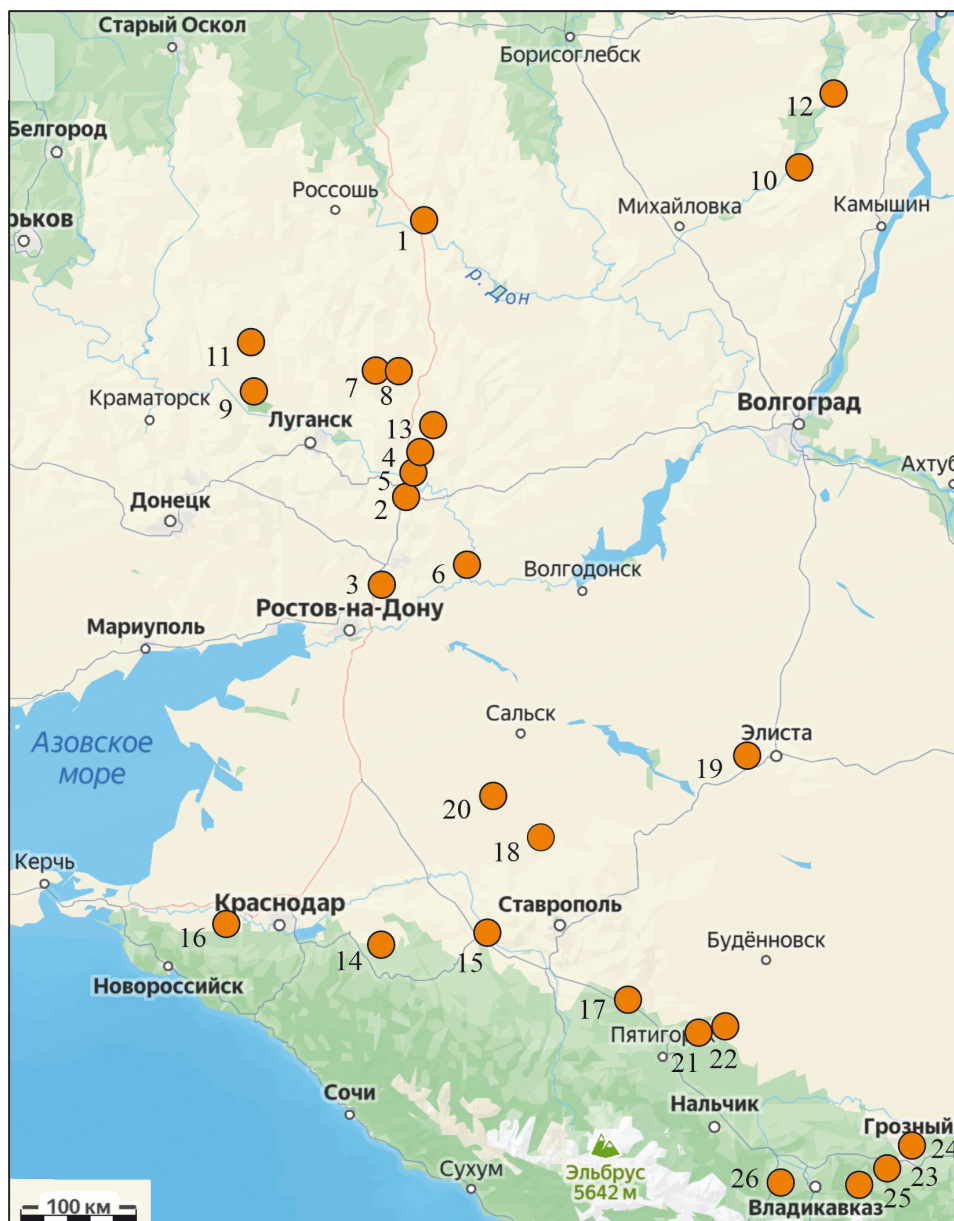 Старый Оскол
Борисоглебск
12
Белгород
10
Россошь
Михайловка
Камышин
рьков
1
р. Дон
11
7
8
Краматорск
9
Луганск
13
Волгоград
4
5
Ахтуб
Донецк
2
3
6
Волгодонск
Ростов-на-Дону
Мариуполь
Сальск
Элиста
Азовское
море
19
20
18
Керчь
Краснодар
Ставрополь
16
14
15
Будённовск
Новороссийск
17
Пятигорск
21
22
Сочи
Нальчик
Грозный
24
Эльбрус
5642 м
Сухум
23
26
25
Владикавказ
100 км